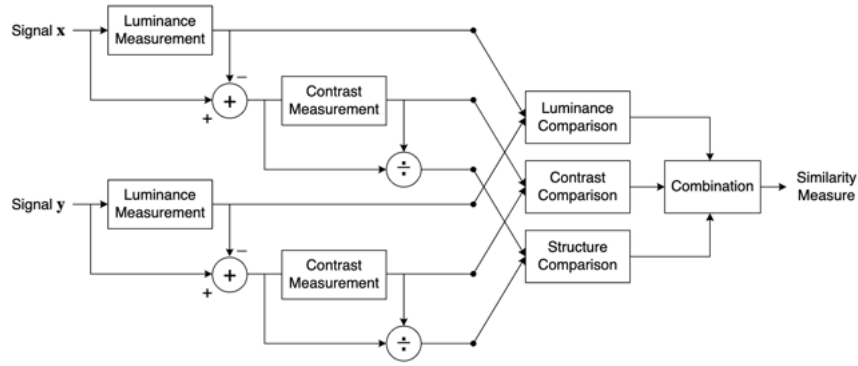 Signal x
Luminance
Measurement
−
+
+
Contrast
Measurement
÷
Signal y
Luminance
Measurement
−
+
+
Contrast
Measurement
÷
Luminance
Comparison
Contrast
Comparison
Structure
Comparison
Combination
Similarity
Measure